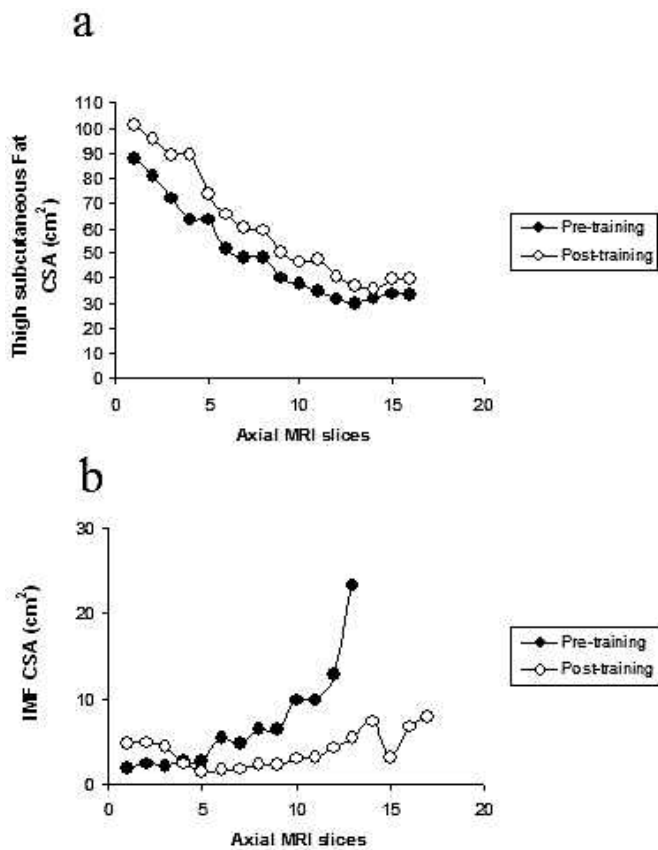 a
110
100
90
80
70
60
50
40
30
20
10
0
Thigh subcutaneous Fat
CSA (cm²)
0 5 10 15 20
Axial MRI slices
Pre-training
Post-training
b
30
20
10
0
IMF CSA (cm²)
0 5 10 15 20
Axial MRI slices
Pre-training
Post-training